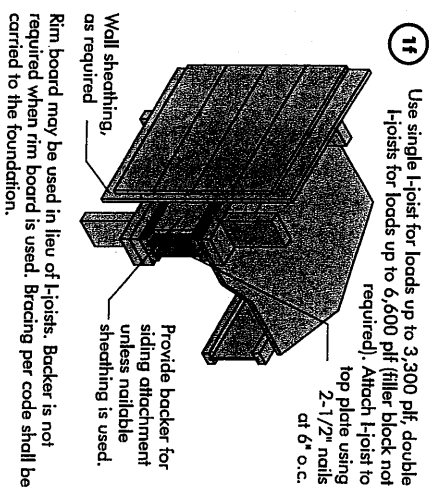 1f
Use single I-joist for loads up to 3,300 plf, double
I-joists for loads up to 6,600 plf (filler block not
required). Attach I-joist to
top plate using
2-1/2" nails
at 6" o.c.
Wall sheathing,
as required
Provide backer for
siding attachment
unless nailable
sheathing is used.
Rim board may be used in lieu of I-joists. Backer is not
required when rim board is used. Bracing per code shall be
carried to the foundation.